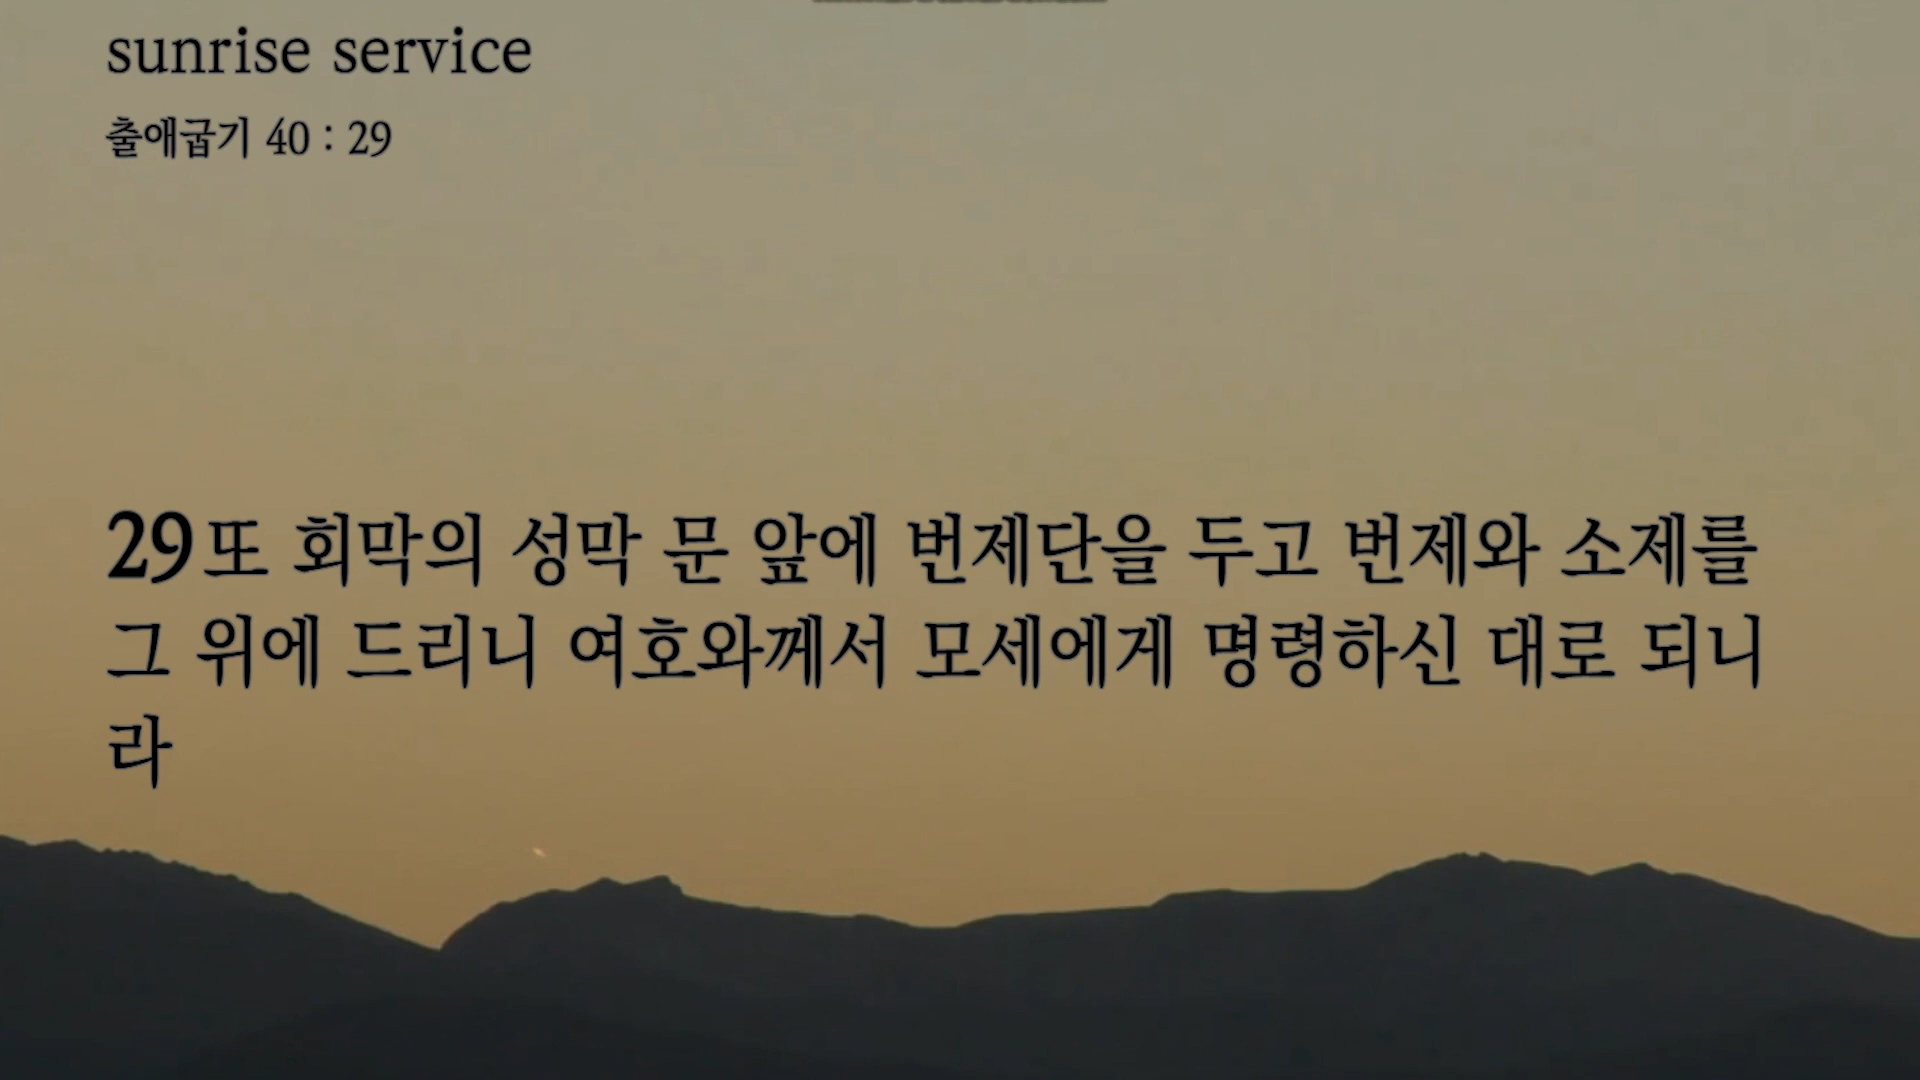 sunrise service
출애굽기 40 : 29
29또 회막의 성막 문 앞에 번제단을 두고 번제와 소제를
그 위에 드리니 여호와께서 모세에게 명령하신 대로 되니
라